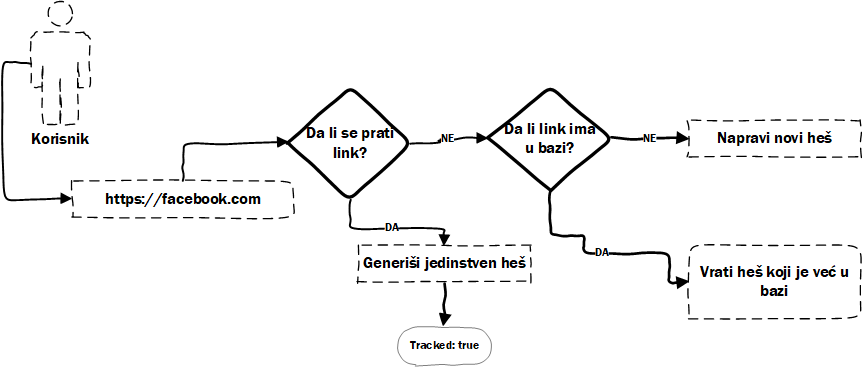 Korisnik
https://facebook.com
Da li se prati
link?
NE
Da li link ima
u bazi?
NE
Napravi novi heš
DA
Generiši jedinstven heš
DA
Vrati heš koji je već u
bazi
Tracked: true